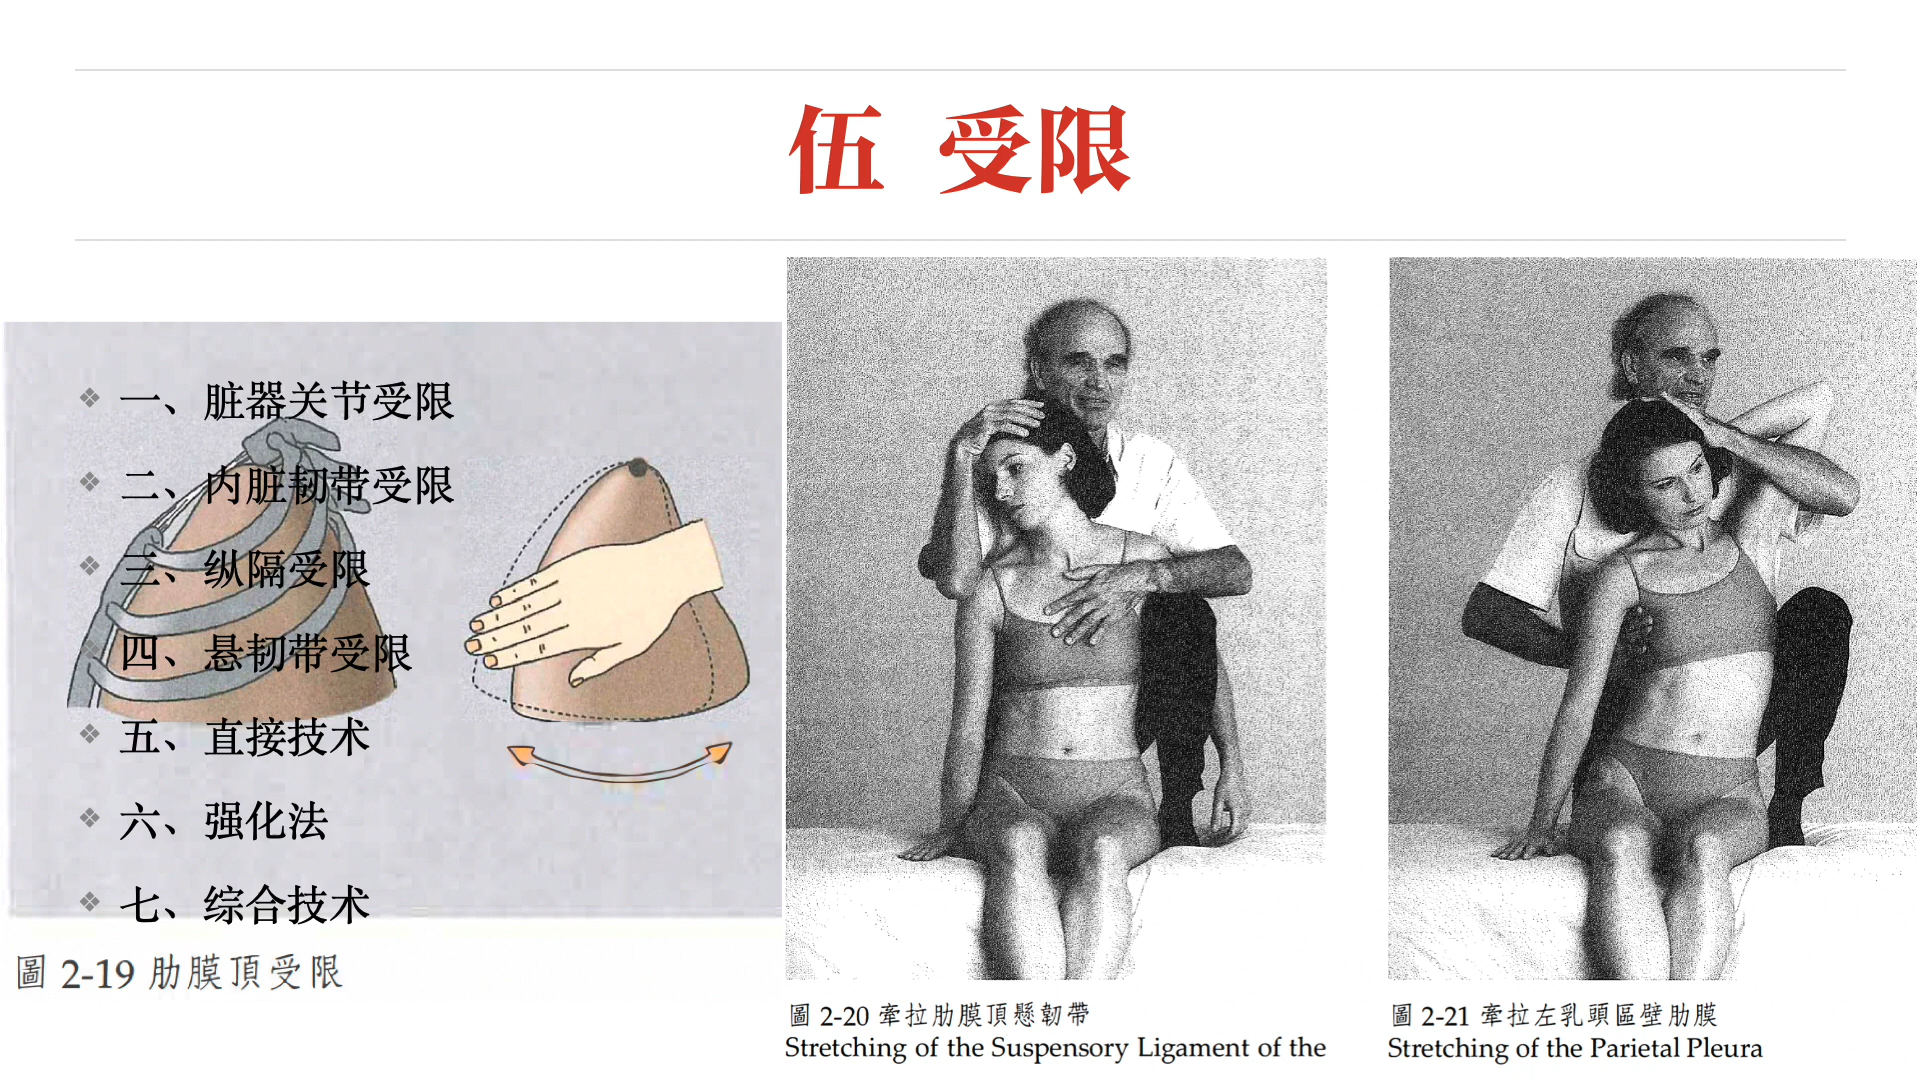 伍 受限
一、脏器关节受限
二、内脏韧带受限
三、纵隔受限
四、悬韧带受限
五、直接技术
六、强化法
七、综合技术
圖 2-19 肋膜頂受限
圖 2-20 牽拉肋膜頂懸韌帶
Stretching of the Suspensory Ligament of the
圖 2-21 牽拉左乳頭區壁肋膜
Stretching of the Parietal Pleura